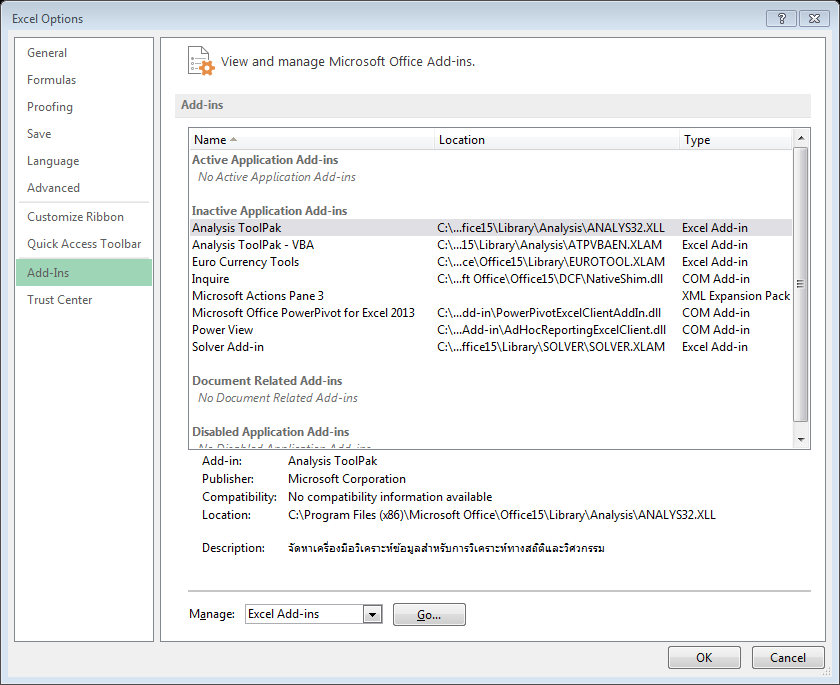 Excel Options
General
Formulas
Proofing
Save
Language
Advanced
Customize Ribbon
Quick Access Toolbar
Add-Ins
Trust Center
View and manage Microsoft Office Add-ins.
Add-ins
Name Location Type
Active Application Add-ins
No Active Application Add-ins
Inactive Application Add-ins
Analysis ToolPak C:\...fice15\Library\Analysis\ANALYS32.XLL Excel Add-in
Analysis ToolPak - VBA C:\...15\Library\Analysis\ATPVBAEN.XLAM Excel Add-in
Euro Currency Tools C:\...ce\Office15\Library\EUROTOOL.XLAM Excel Add-in
Inquire C:\...ft Office\Office15\DCF\NativeShim.dll COM Add-in
Microsoft Actions Pane 3 XML Expansion Pack
Microsoft Office PowerPivot for Excel 2013 C:\...dd-in\PowerPivotExcelClientAddIn.dll COM Add-in
Power View C:\...Add-in\AdHocReportingExcelClient.dll COM Add-in
Solver Add-in C:\...ffice15\Library\SOLVER\SOLVER.XLAM Excel Add-in
Document Related Add-ins
No Document Related Add-ins
Disabled Application Add-ins
No Disabled Application Add-ins
Add-in: Analysis ToolPak
Publisher: Microsoft Corporation
Compatibility: No compatibility information available
Location: C:\Program Files (x86)\Microsoft Office\Office15\Library\Analysis\ANALYS32.XLL
Description: จัดหาเครื่องมือวิเคราะห์ข้อมูลสำหรับการวิเคราะห์ทางสถิติและวิศวกรรม
Manage: Excel Add-ins Go...
OK Cancel